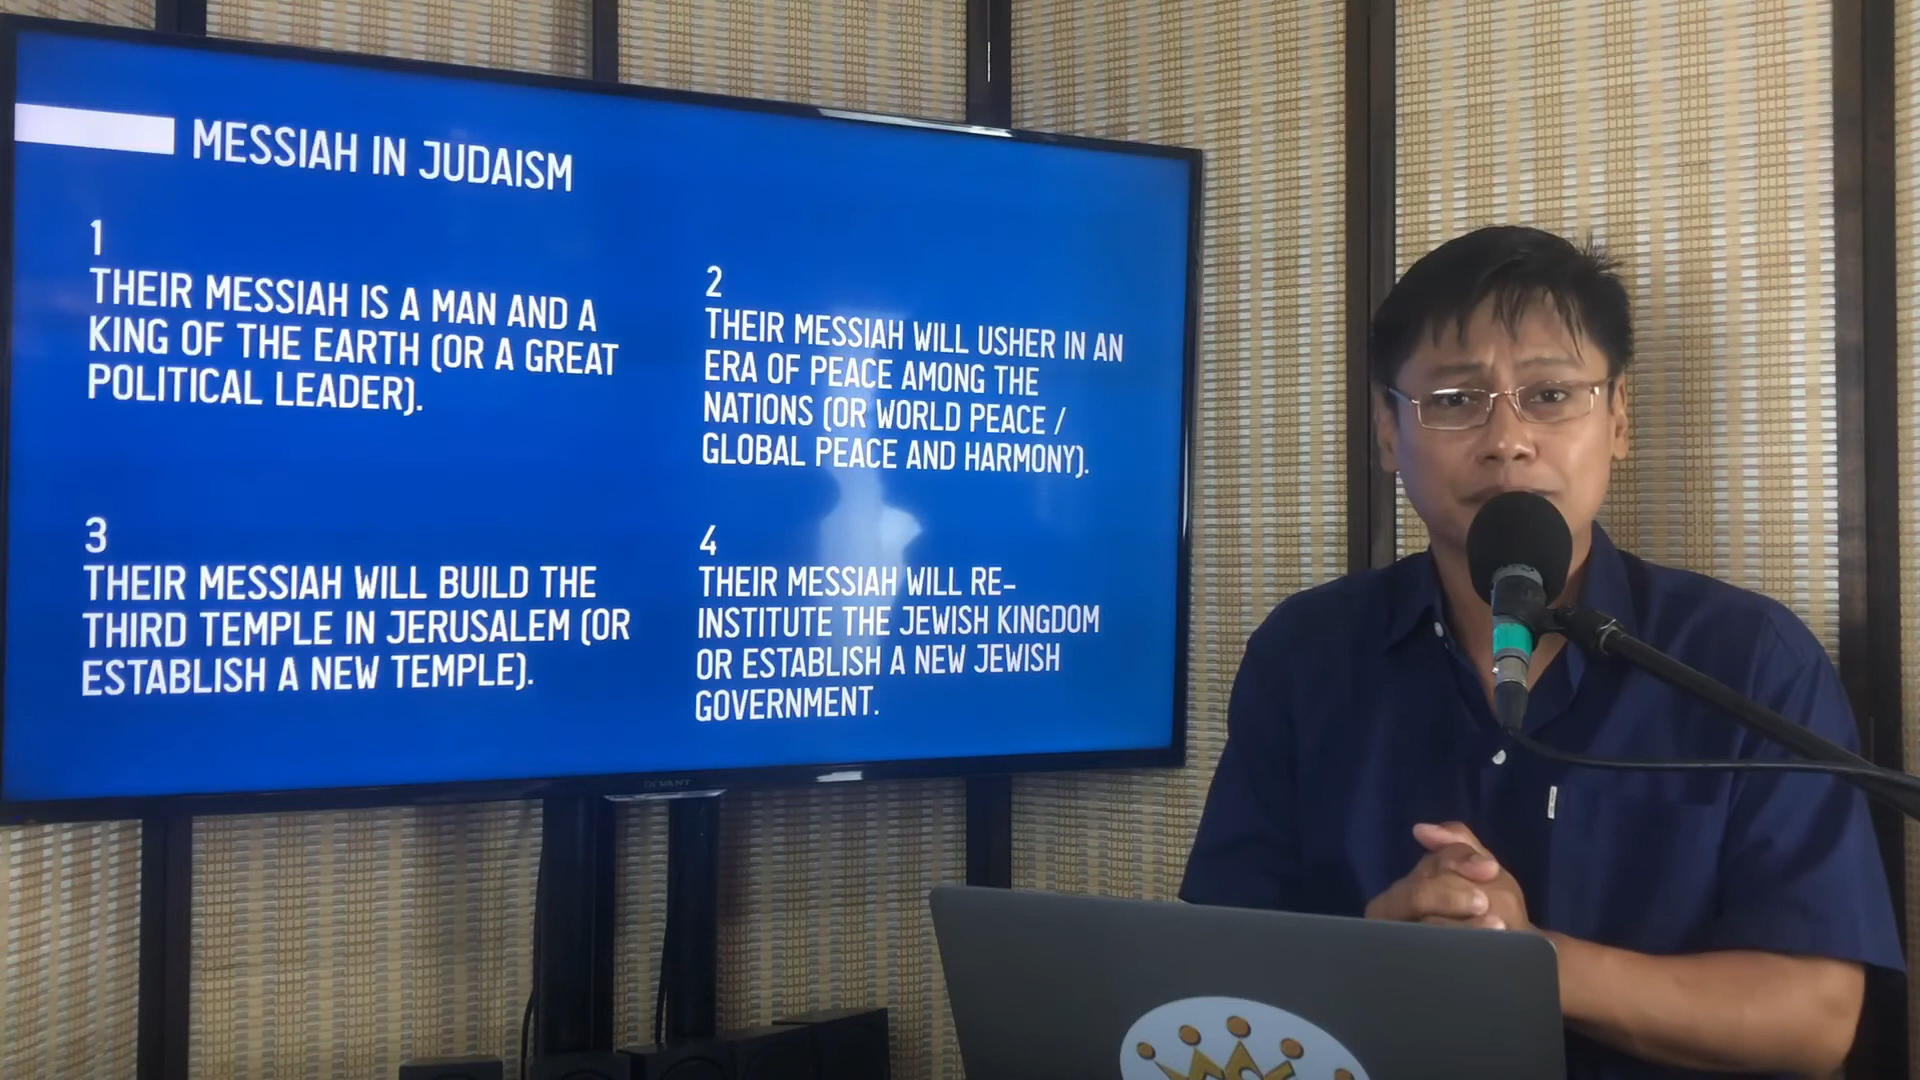 MESSIAH IN JUDAISM
1
THEIR MESSIAH IS A MAN AND A
KING OF THE EARTH (OR A GREAT
POLITICAL LEADER).
2
THEIR MESSIAH WILL USHER IN AN
ERA OF PEACE AMONG THE
NATIONS (OR WORLD PEACE /
GLOBAL PEACE AND HARMONY).
3
THEIR MESSIAH WILL BUILD THE
THIRD TEMPLE IN JERUSALEM (OR
ESTABLISH A NEW TEMPLE).
4
THEIR MESSIAH WILL RE-
INSTITUTE THE JEWISH KINGDOM
OR ESTABLISH A NEW JEWISH
GOVERNMENT.
DEVANT